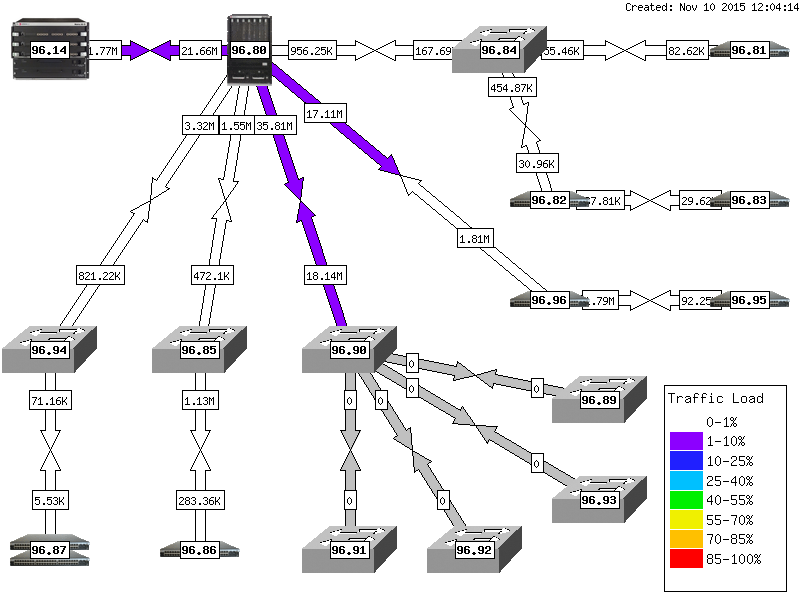 Created: Nov 10 2015 12:04:14
96.14
1.77M
21.66M
96.80
956.25K
167.69
96.84
55.46K
82.62K
96.81
454.87K
17.11M
3.32M
1.55M
35.81M
30.96K
96.82
7.81K
29.62
96.83
1.81M
821.22K
472.1K
18.14M
96.96
.79M
92.25
96.95
96.94
96.85
96.90
0
0
96.89
0
0
0
71.16K
1.13M
0
96.93
5.53K
283.36K
0
0
96.87
96.86
96.91
96.92
Traffic Load
0-1%
1-10%
10-25%
25-40%
40-55%
55-70%
70-85%
85-100%